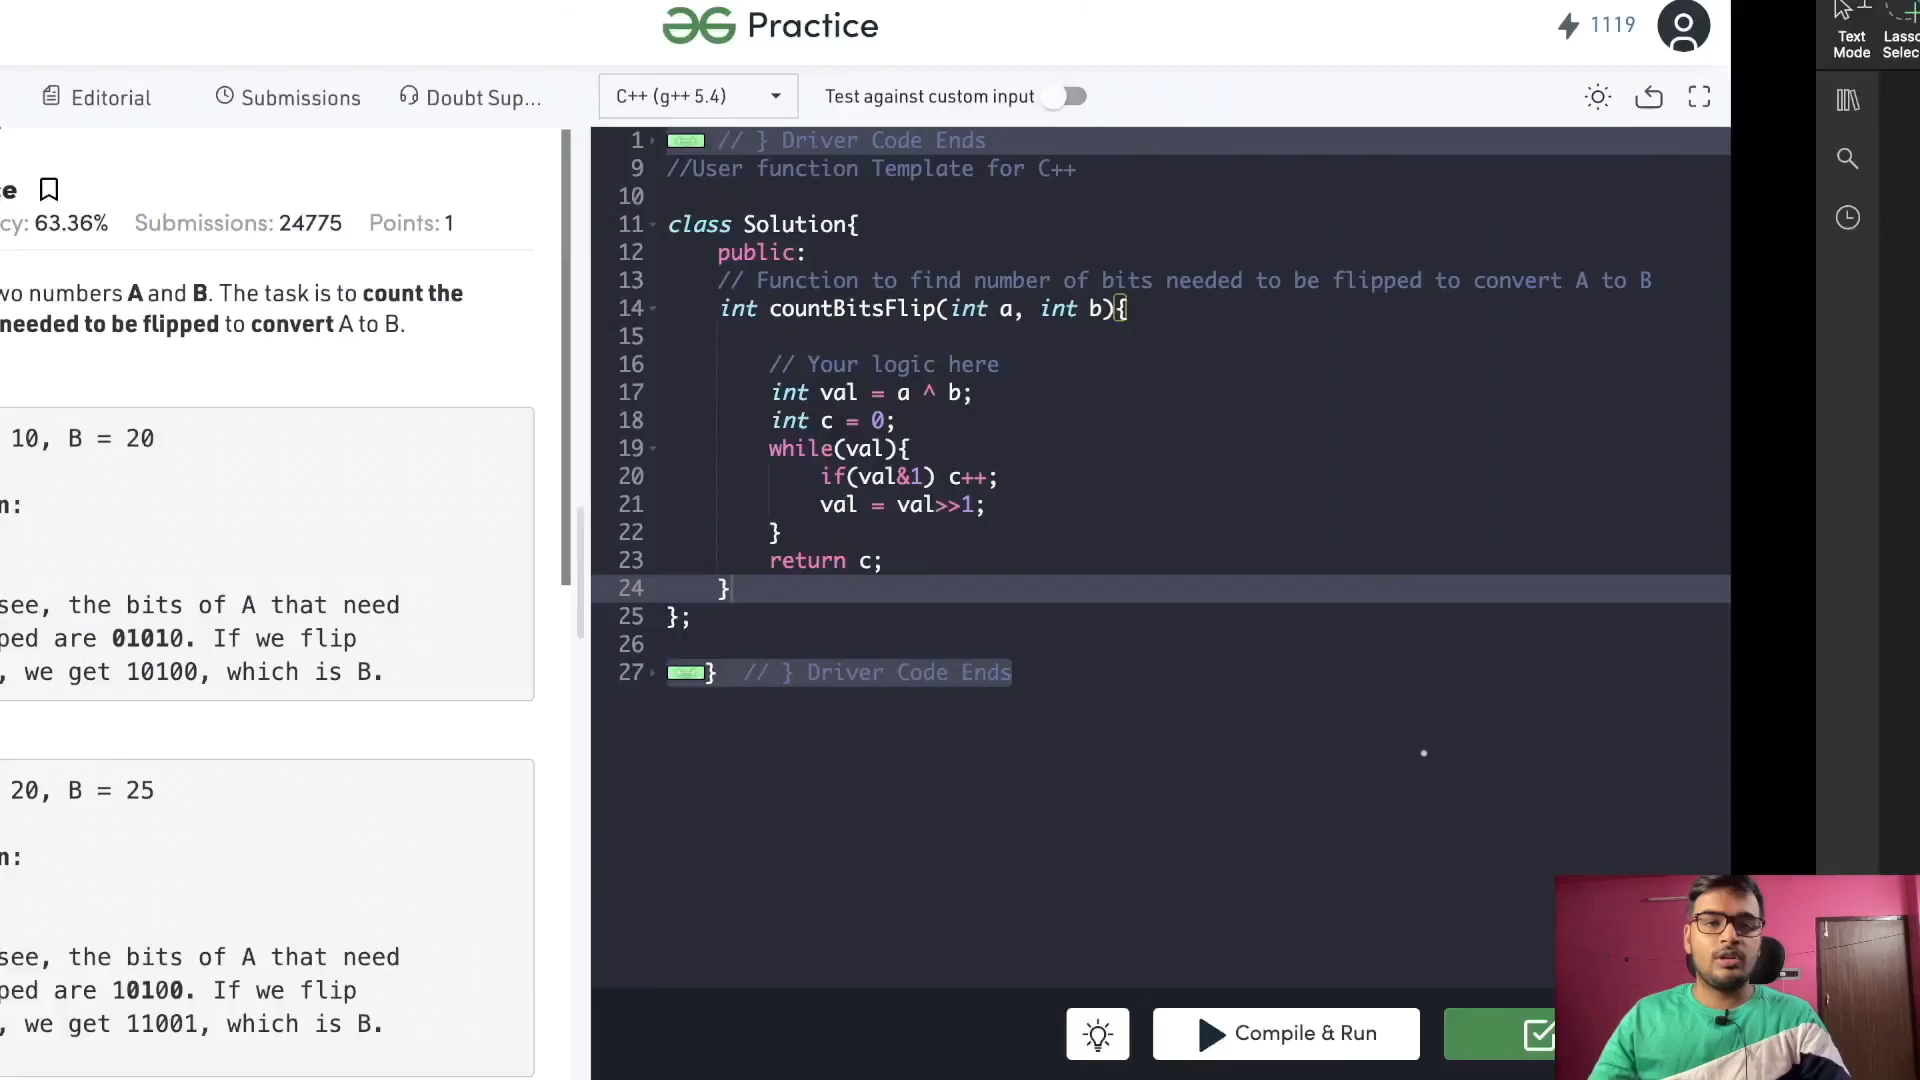 Practice
1119
Text Mode
Lasso Selec
Editorial
Submissions
Doubt Sup...
C++ (g++ 5.4)
Test against custom input
ce
cy: 63.36% Submissions: 24775 Points: 1
wo numbers A and B. The task is to count the
needed to be flipped to convert A to B.
10, B = 20
n:
see, the bits of A that need
ped are 01010. If we flip
, we get 10100, which is B.
20, B = 25
n:
see, the bits of A that need
ped are 10100. If we flip
, we get 11001, which is B.
1 // } Driver Code Ends
9 //User function Template for C++
10
11 class Solution{
12 public:
13 // Function to find number of bits needed to be flipped to convert A to B
14 int countBitsFlip(int a, int b){
15
16 // Your logic here
17 int val = a ^ b;
18 int c = 0;
19 while(val){
20 if(val&1) c++;
21 val = val>>1;
22 }
23 return c;
24 }
25 };
26
27 } // } Driver Code Ends
Compile & Run